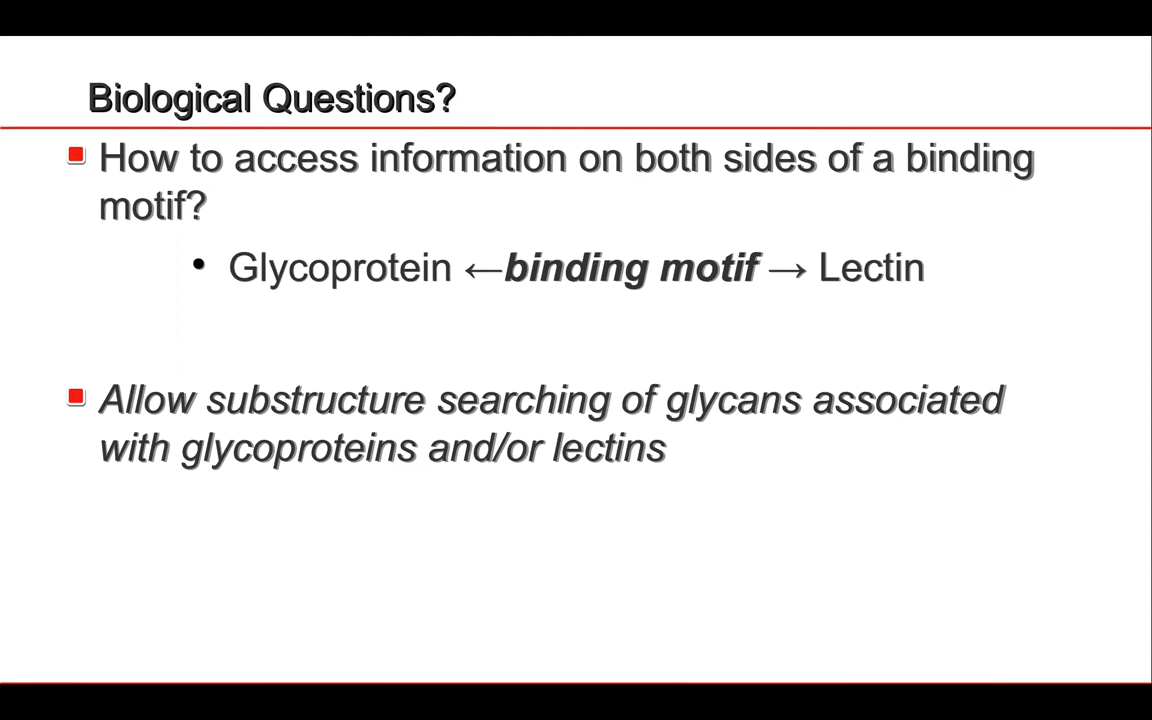 Biological Questions?
How to access information on both sides of a binding
motif?
• Glycoprotein ←binding motif → Lectin
Allow substructure searching of glycans associated
with glycoproteins and/or lectins